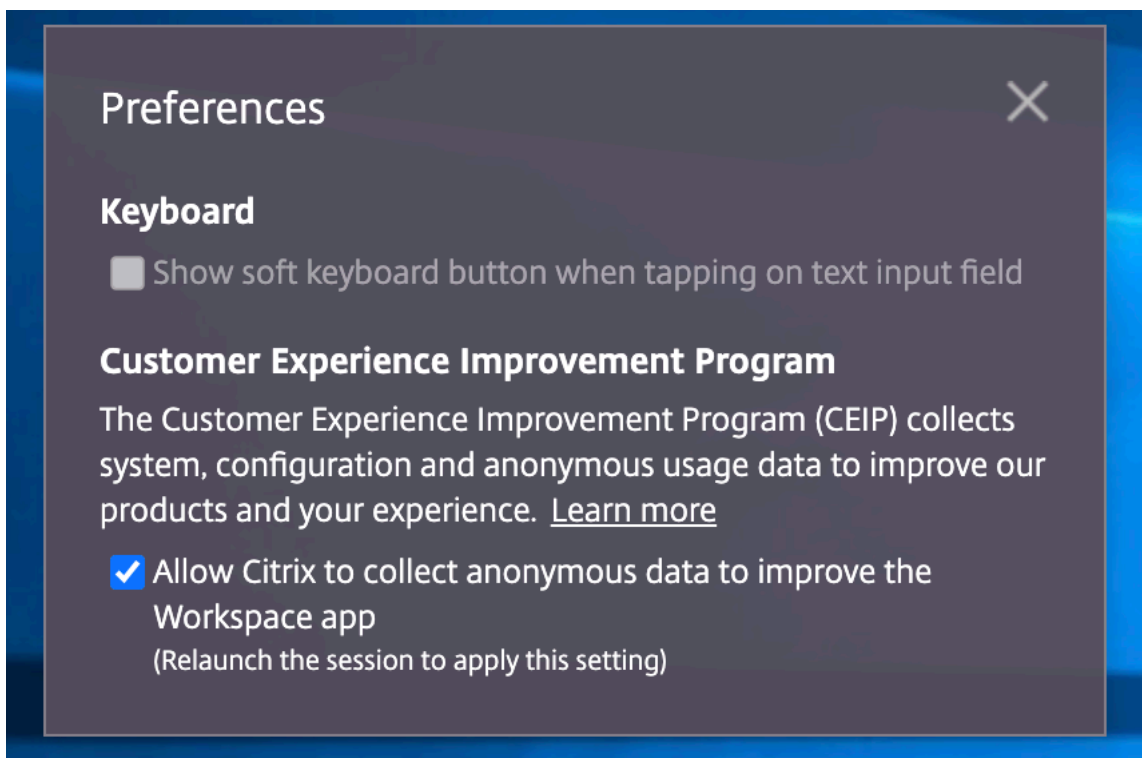 Preferences
Keyboard
Show soft keyboard button when tapping on text input field
Customer Experience Improvement Program
The Customer Experience Improvement Program (CEIP) collects
system, configuration and anonymous usage data to improve our
products and your experience. Learn more
Allow Citrix to collect anonymous data to improve the
Workspace app
(Relaunch the session to apply this setting)